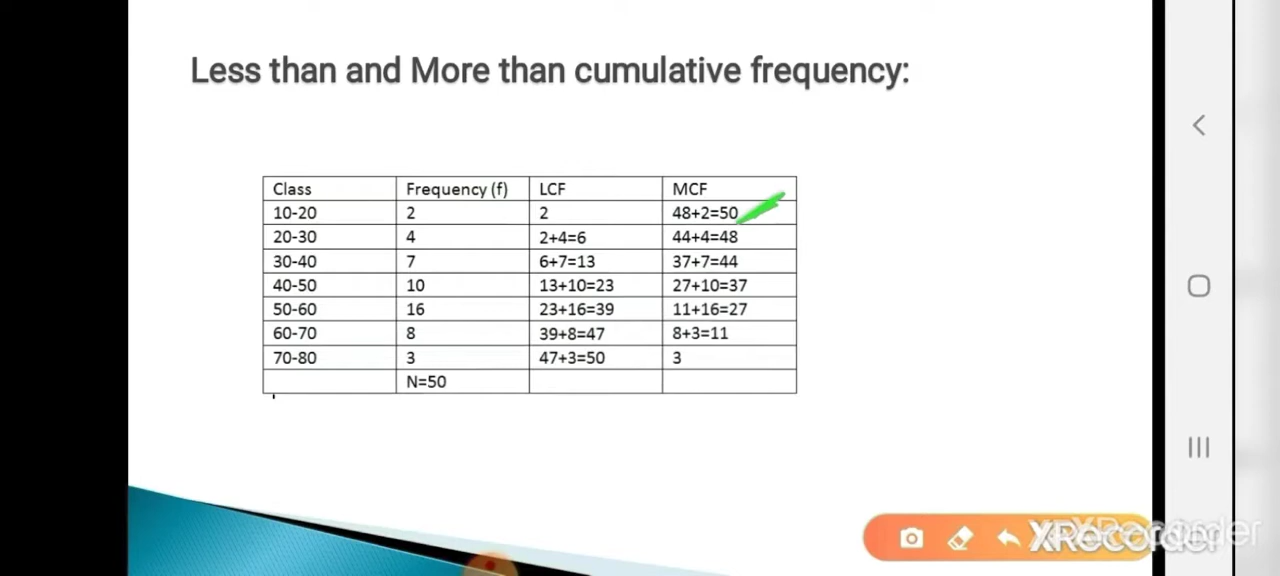 Less than and More than cumulative frequency:
Class Frequency (f) LCF MCF
10-20 2 2 48+2=50
20-30 4 2+4=6 44+4=48
30-40 7 6+7=13 37+7=44
40-50 10 13+10=23 27+10=37
50-60 16 23+16=39 11+16=27
60-70 8 39+8=47 8+3=11
70-80 3 47+3=50 3
N=50
XRecorder